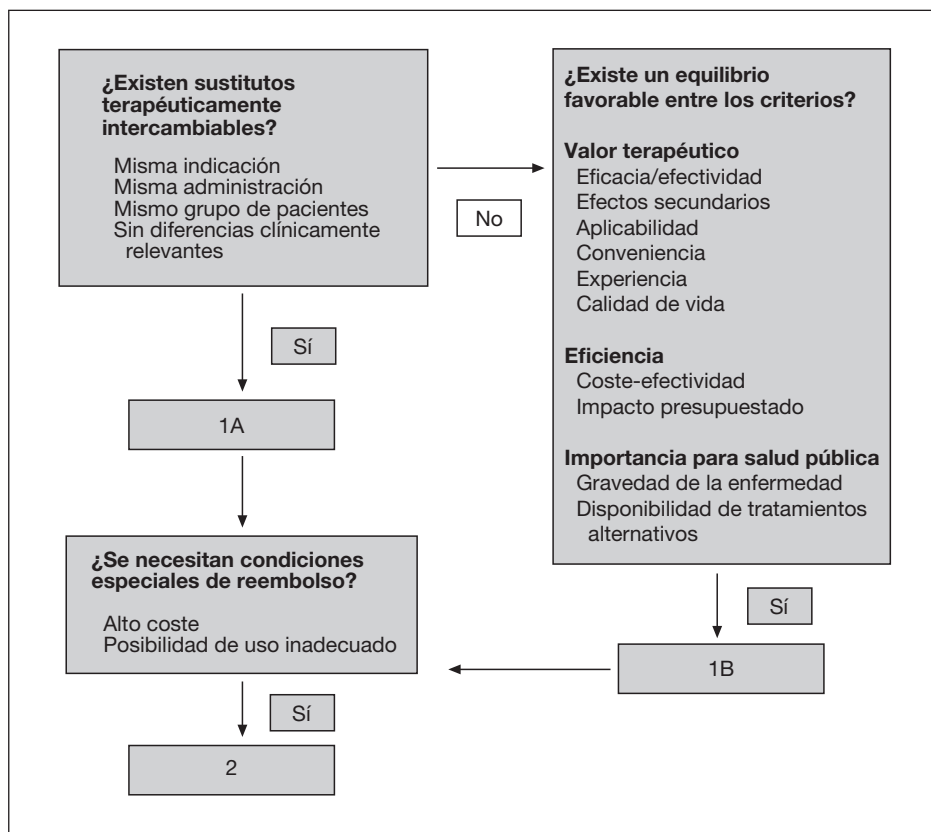 ¿Existen sustitutos
terapéuticamente
intercambiables?
Misma indicación
Misma administración
Mismo grupo de pacientes
Sin diferencias clínicamente
relevantes
No
¿Existe un equilibrio
favorable entre los criterios?
Valor terapéutico
Eficacia/efectividad
Efectos secundarios
Aplicabilidad
Conveniencia
Experiencia
Calidad de vida
Eficiencia
Coste-efectividad
Impacto presupuestado
Importancia para salud pública
Gravedad de la enfermedad
Disponibilidad de tratamientos
alternativos
Sí
1A
¿Se necesitan condiciones
especiales de reembolso?
Alto coste
Posibilidad de uso inadecuado
Sí
1B
Sí
2